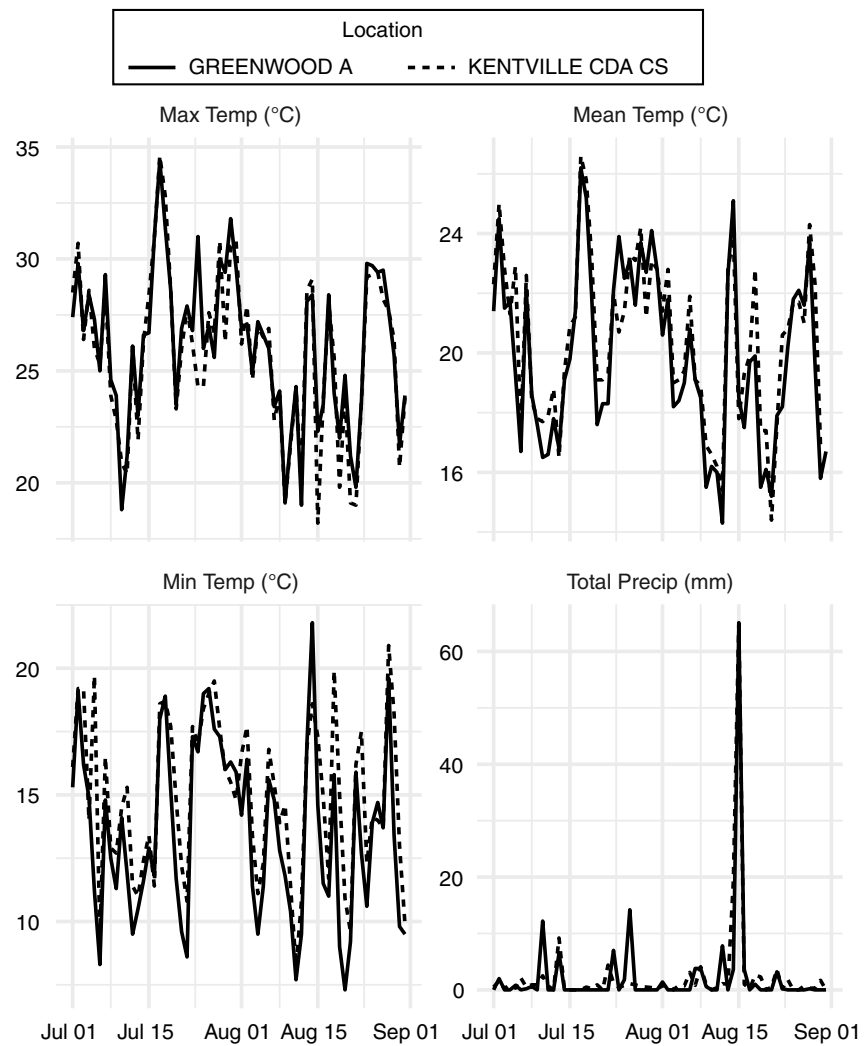 Location
GREENWOOD A KENTVILLE CDA CS
Max Temp (°C) Mean Temp (°C)
35
30
25
20
24
20
16
Min Temp (°C) Total Precip (mm)
20
15
10
60
40
20
0
Jul 01 Jul 15 Aug 01 Aug 15 Sep 01 Jul 01 Jul 15 Aug 01 Aug 15 Sep 01